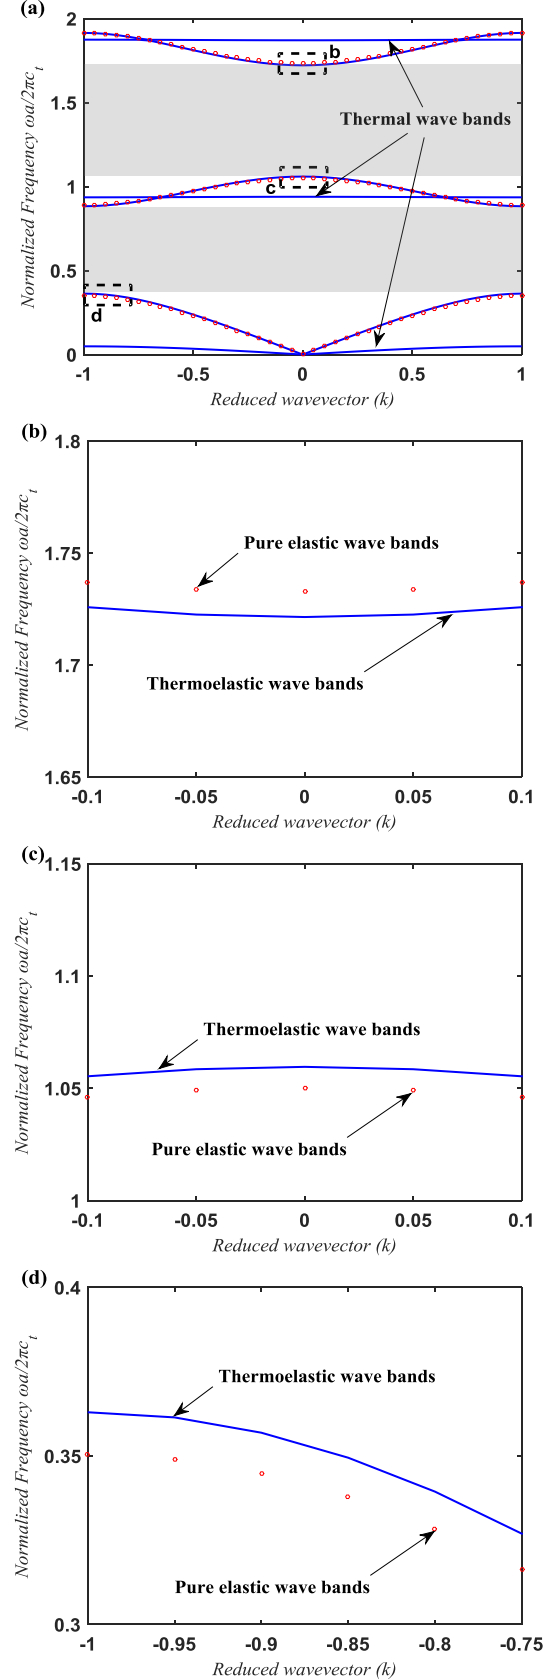 (a)
2
b
1.5
Thermal wave bands
1
c
0.5
d
0
-1 -0.5 0 0.5 1
Reduced wavevector (k)
Normalized Frequency ωa/2πc_t
(b)
1.8
Pure elastic wave bands
1.75
1.7
Thermoelastic wave bands
1.65
-0.1 -0.05 0 0.05 0.1
Reduced wavevector (k)
Normalized Frequency ωa/2πc_t
(c)
1.15
1.1
Thermoelastic wave bands
1.05
Pure elastic wave bands
1
-0.1 -0.05 0 0.05 0.1
Reduced wavevector (k)
Normalized Frequency ωa/2πc_t
(d)
0.4
Thermoelastic wave bands
0.35
Pure elastic wave bands
0.3
-1 -0.95 -0.9 -0.85 -0.8 -0.75
Reduced wavevector (k)
Normalized Frequency ωa/2πc_t